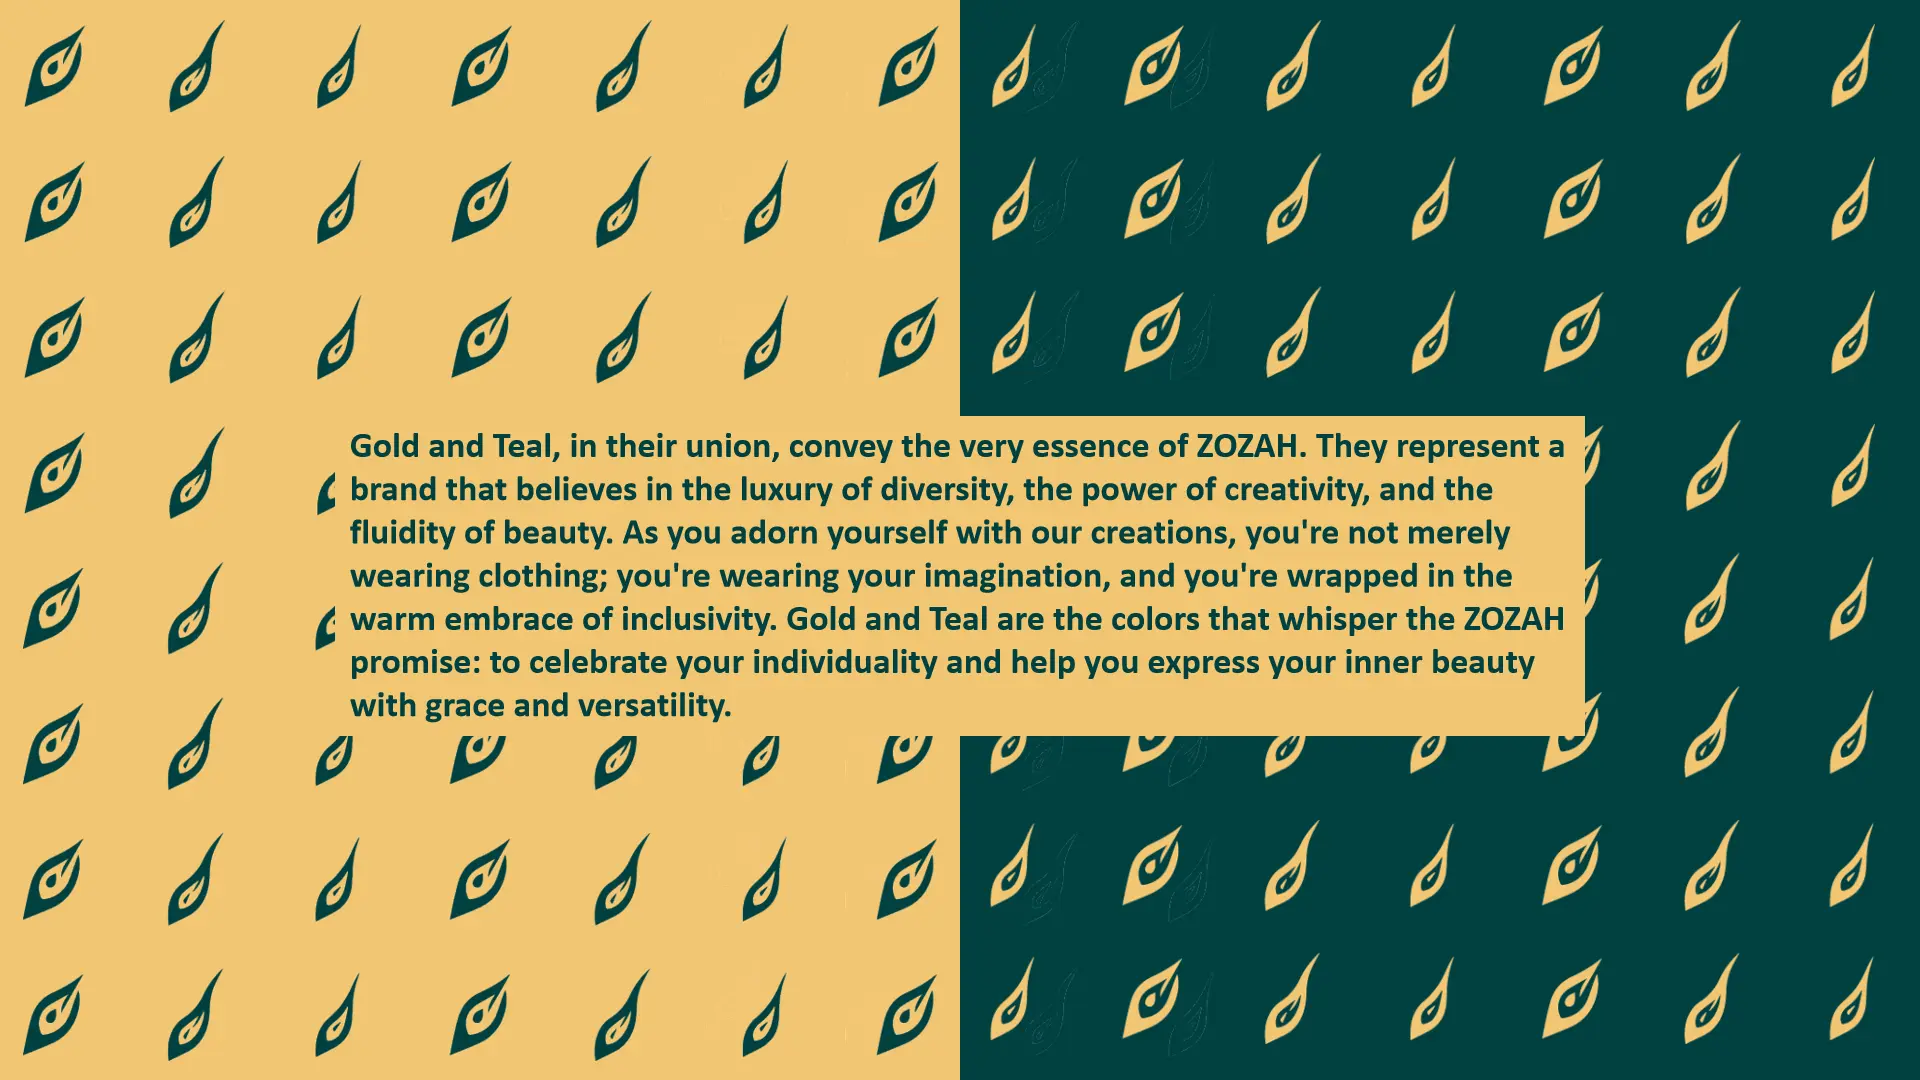 Gold and Teal, in their union, convey the very essence of ZOZAH. They represent a
brand that believes in the luxury of diversity, the power of creativity, and the
fluidity of beauty. As you adorn yourself with our creations, you're not merely
wearing clothing; you're wearing your imagination, and you're wrapped in the
warm embrace of inclusivity. Gold and Teal are the colors that whisper the ZOZAH
promise: to celebrate your individuality and help you express your inner beauty
with grace and versatility.